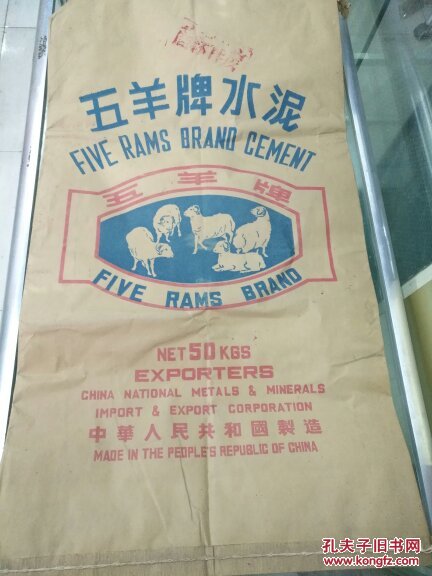 五羊牌水泥
FIVE RAMS BRAND CEMENT
五羊牌
FIVE RAMS BRAND
NET 50 KGS
EXPORTERS
CHINA NATIONAL METALS & MINERALS
IMPORT & EXPORT CORPORATION
中華人民共和國製造
MADE IN THE PEOPLE'S REPUBLIC OF CHINA
孔夫子旧书网
www.kongfz.com